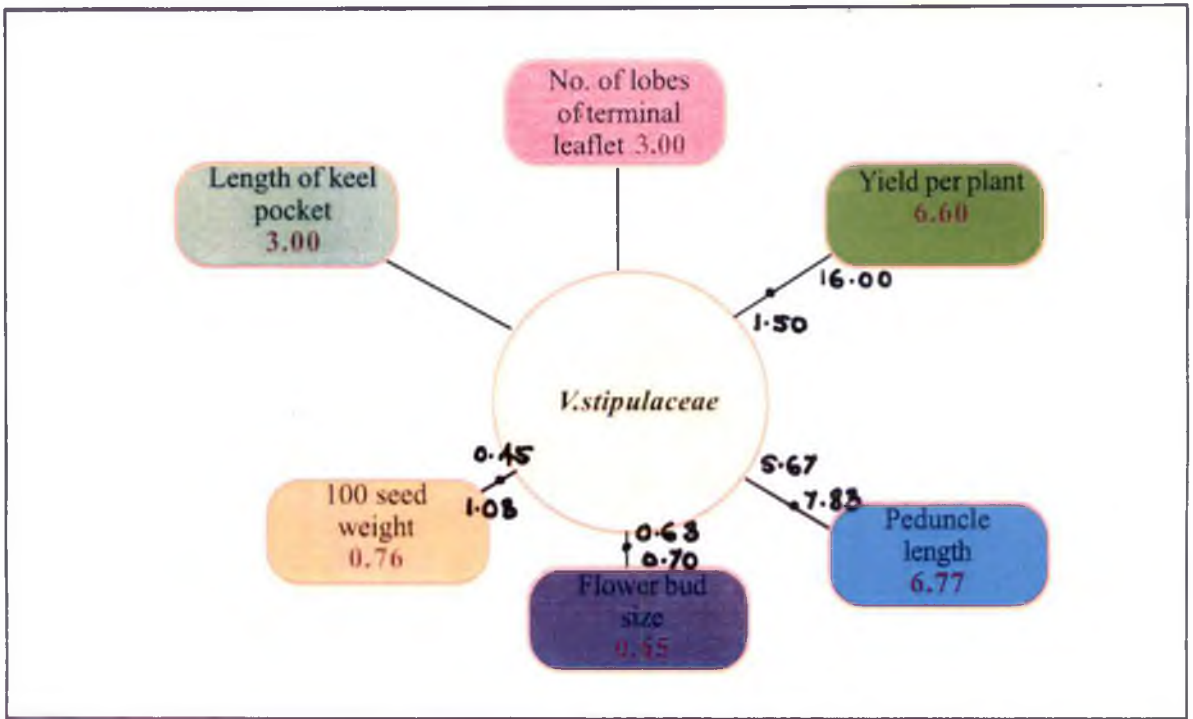 No. of lobes
of terminal
leaflet 3.00
Length of keel
pocket
3.00
Yield per plant
6.60
16.00
1.50
V.stipulaceae
0.45
1.03
100 seed
weight
0.76
0.63
0.70
Flower bud
size
5.67
7.83
Peduncle
length
6.77